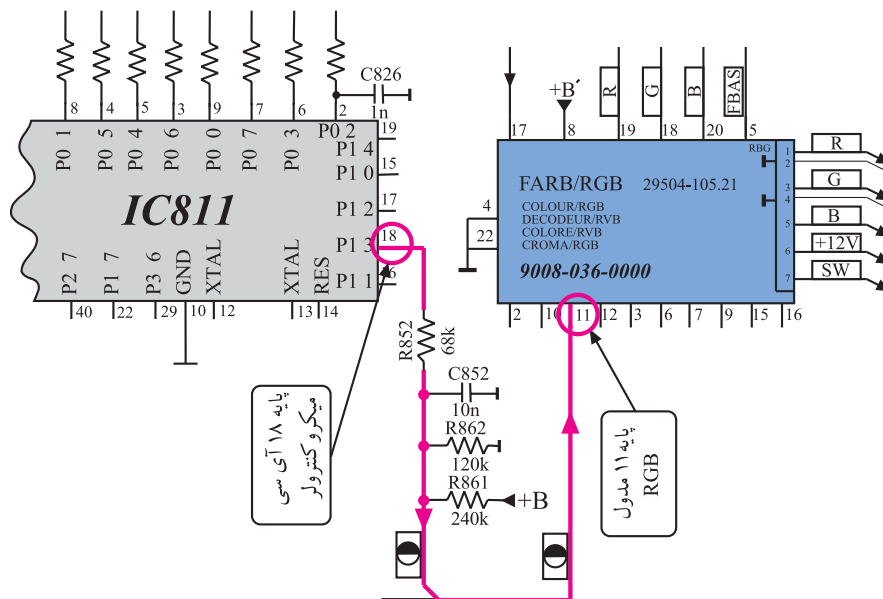 C826
1n
8
4
5
3
9
7
6
2
P0 1
P0 5
P0 4
P0 6
P0 0
P0 7
P0 3
P0 2
19
P1 4
15
P1 0
17
P1 2
18
P1 3
P1 1
IC811
P2 7
P1 7
P3 6
GND
XTAL
XTAL
RES
40
22
29
10
12
13
14
R852
68k
C852
10n
R862
120k
R861
240k
+B
پایه ۱۸ آی سی
میکرو کنترولر
+B′
R
G
B
FBAS
17
8
19
18
20
5
RBG
FARB/RGB 29504-105.21
COLOUR/RGB
DECODEUR/RVB
COLORE/RVB
CROMA/RGB
9008-036-0000
4
22
1
2
3
4
5
6
7
R
G
B
+12V
SW
2
10
11
12
3
6
7
9
15
16
پایه ۱۱ مدول
RGB